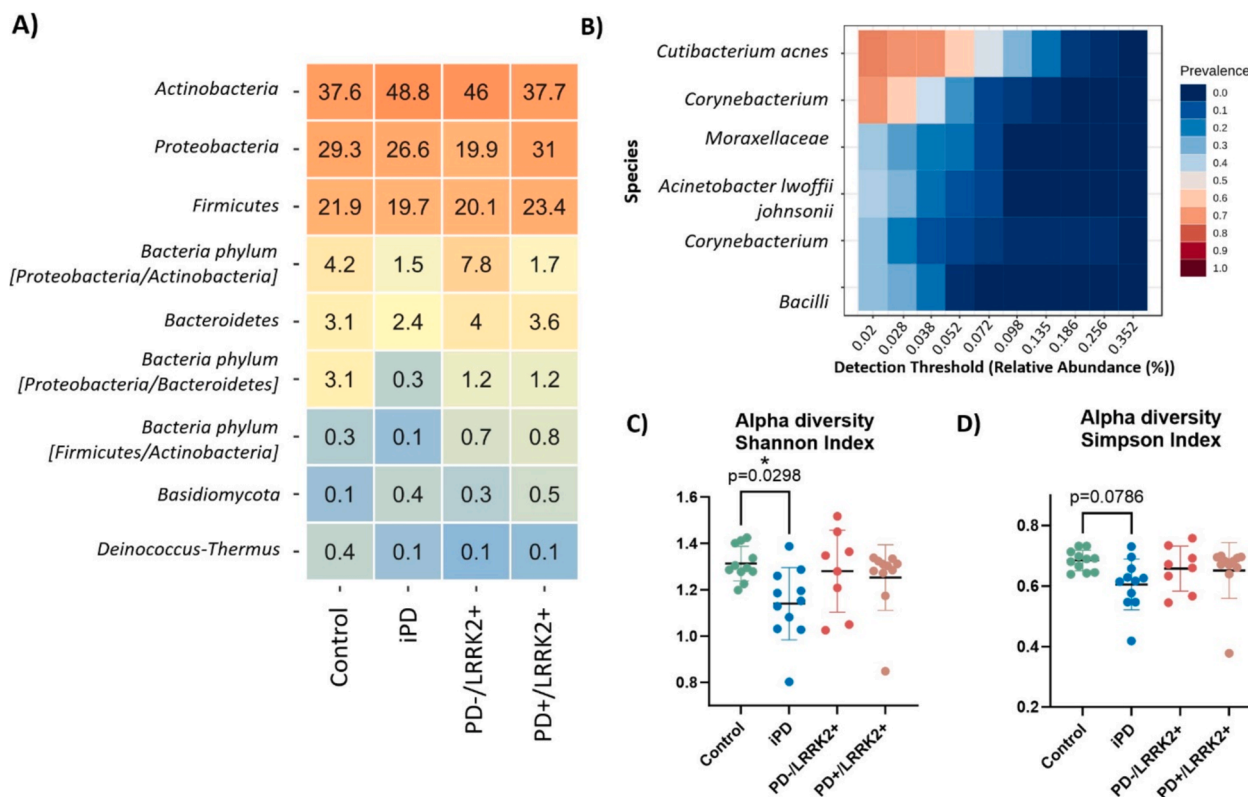 A)
Actinobacteria 37.6 48.8 46 37.7
Proteobacteria 29.3 26.6 19.9 31
Firmicutes 21.9 19.7 20.1 23.4
Bacteria phylum
[Proteobacteria/Actinobacteria] 4.2 1.5 7.8 1.7
Bacteroidetes 3.1 2.4 4 3.6
Bacteria phylum
[Proteobacteria/Bacteroidetes] 3.1 0.3 1.2 1.2
Bacteria phylum
[Firmicutes/Actinobacteria] 0.3 0.1 0.7 0.8
Basidiomycota 0.1 0.4 0.3 0.5
Deinococcus-Thermus 0.4 0.1 0.1 0.1
Control iPD PD-/LRRK2+ PD+/LRRK2+
B)
Species
Cutibacterium acnes
Corynebacterium
Moraxellaceae
Acinetobacter lwoffii
johnsonii
Corynebacterium
Bacilli
0.02 0.028 0.038 0.052 0.072 0.098 0.135 0.186 0.256 0.352
Detection Threshold (Relative Abundance (%))
Prevalence
0.0
0.1
0.2
0.3
0.4
0.5
0.6
0.7
0.8
0.9
1.0
C)
Alpha diversity
Shannon Index
*
p=0.0298
1.6
1.4
1.2
1.0
0.8
Control iPD PD-/LRRK2+ PD+/LRRK2+
D)
Alpha diversity
Simpson Index
p=0.0786
0.8
0.6
0.4
0.2
Control iPD PD-/LRRK2+ PD+/LRRK2+